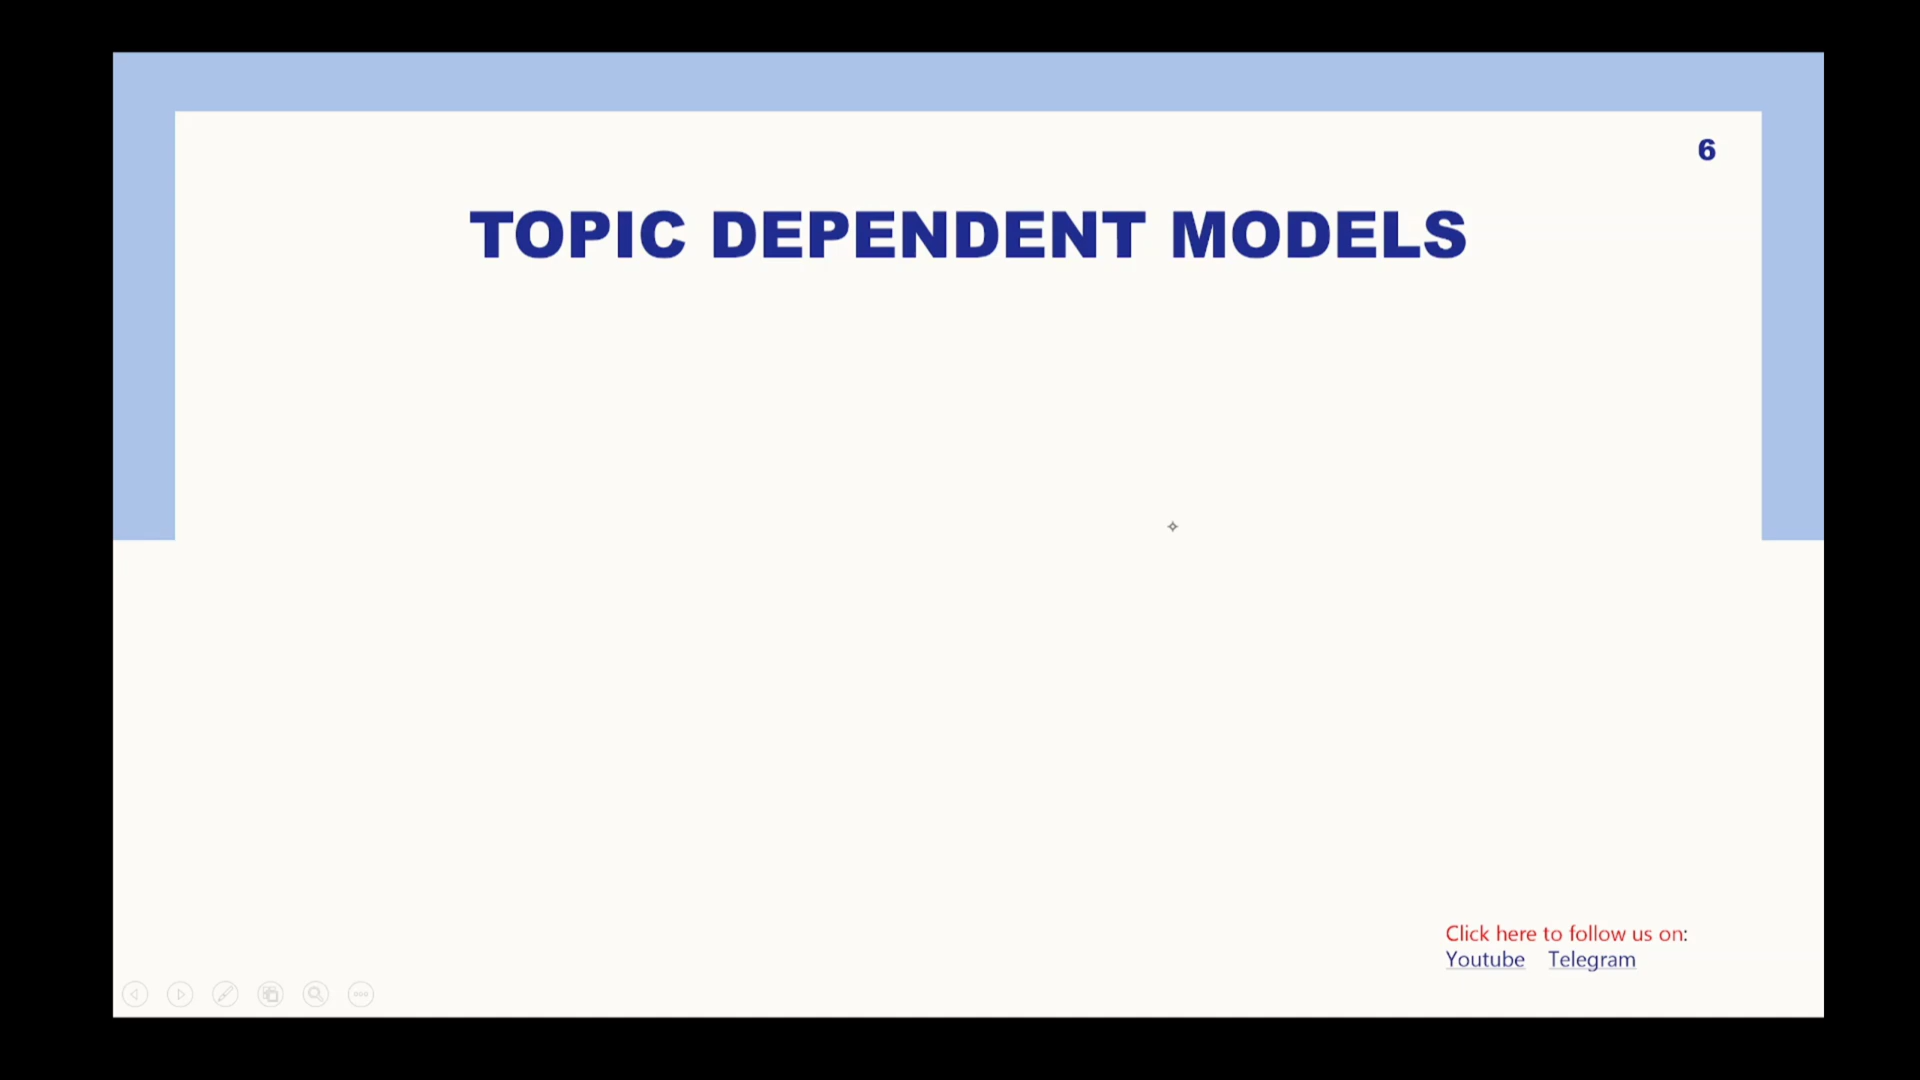 6
TOPIC DEPENDENT MODELS
Click here to follow us on:
Youtube Telegram